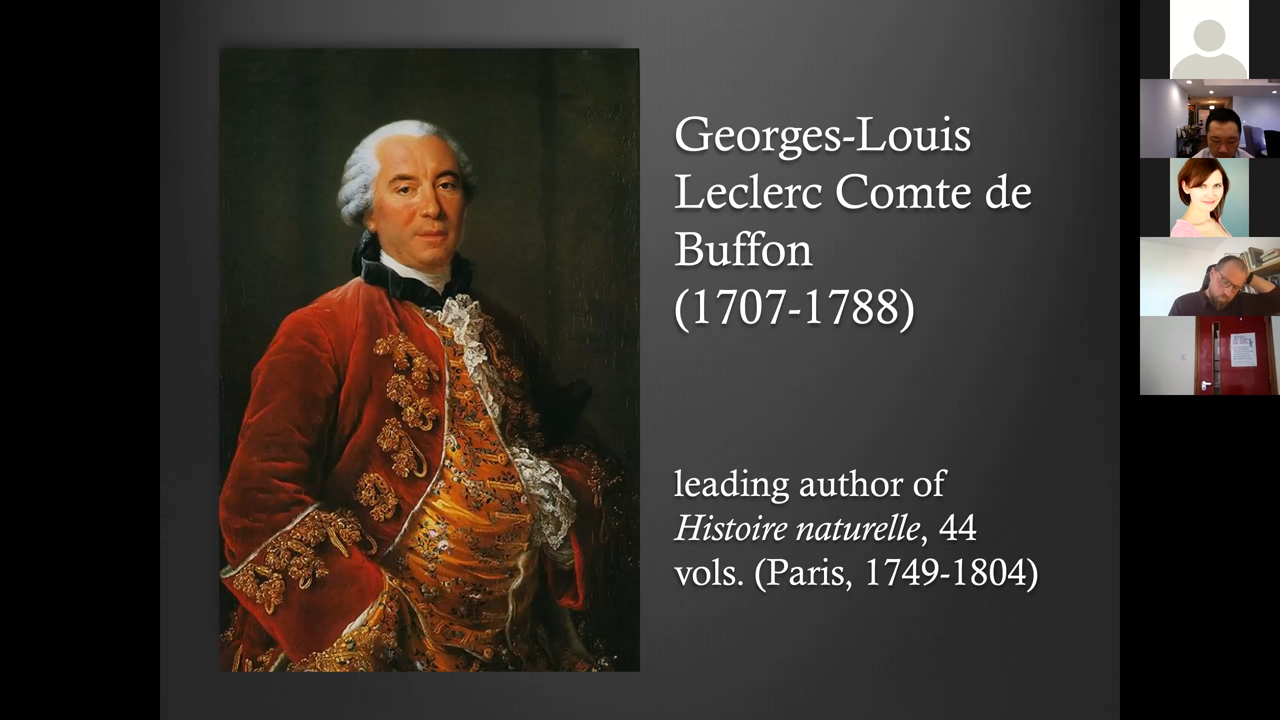 Georges-Louis
Leclerc Comte de
Buffon
(1707-1788)
leading author of
Histoire naturelle, 44
vols. (Paris, 1749-1804)